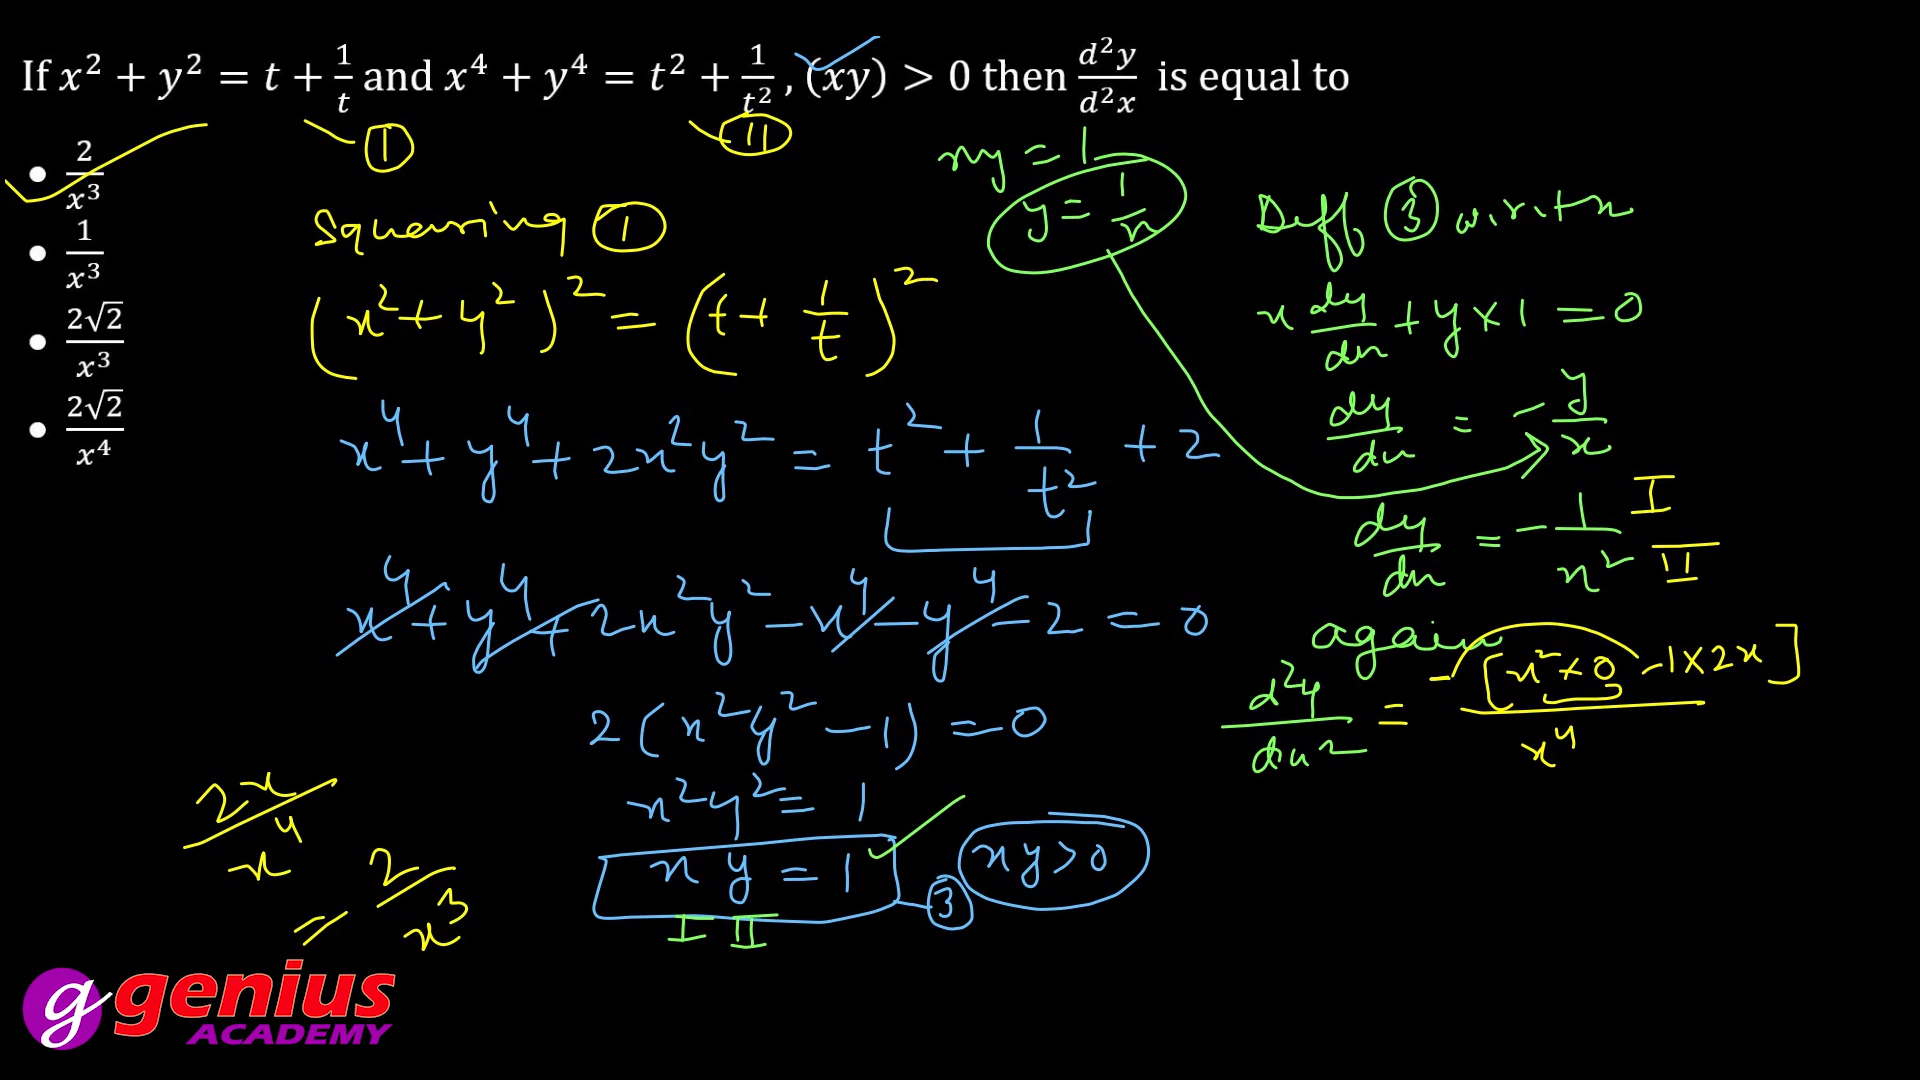 If x² + y² = t + 1/t and x⁴ + y⁴ = t² + 1/t², (xy) > 0 then d²y/d²x is equal to
• 2/x³
• 1/x³
• 2√2/x³
• 2√2/x⁴
① ⑪
Squaring ①
(x² + y²)² = (t + 1/t)²
x⁴ + y⁴ + 2x²y² = t² + 1/t² + 2
x⁴ + y⁴ + 2x²y² - x⁴ - y⁴ - 2 = 0
2(x²y² - 1) = 0
x²y² = 1
xy = 1 ③ xy > 0
I II
xy = 1
y = 1/x
Diff ③ w.r.t x
x dy/dx + y × 1 = 0
dy/dx = - y/x
dy/dx = - 1/x² I/II
again
d²y/dx² = - [x² × 0 - 1 × 2x] / x⁴
2x/x⁴
= 2/x³
g genius
ACADEMY